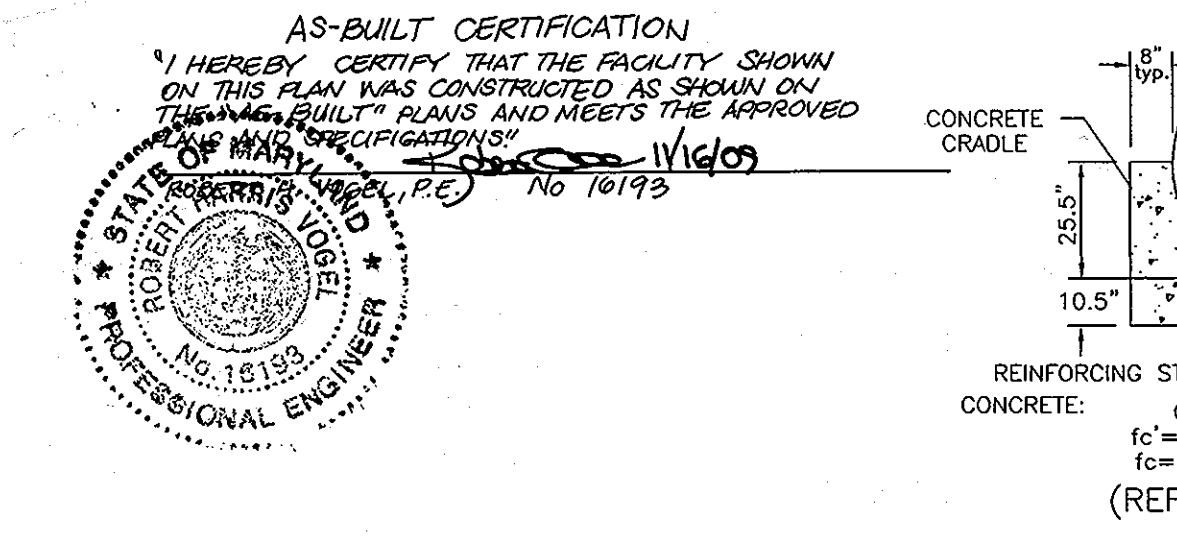 AS-BUILT CERTIFICATION
"I HEREBY CERTIFY THAT THE FACILITY SHOWN
ON THIS PLAN WAS CONSTRUCTED AS SHOWN ON
THE "AS-BUILT" PLANS AND MEETS THE APPROVED
PLANS AND SPECIFICATIONS."
11/16/09
ROBERT H. VOGEL, P.E. No 16193
STATE OF MARYLAND
ROBERT HARRIS VOGEL
No. 16193
PROFESSIONAL ENGINEER
8"
typ.
CONCRETE
CRADLE
25.5"
10.5"
REINFORCING ST
CONCRETE:
fc'=
fc=
(REF